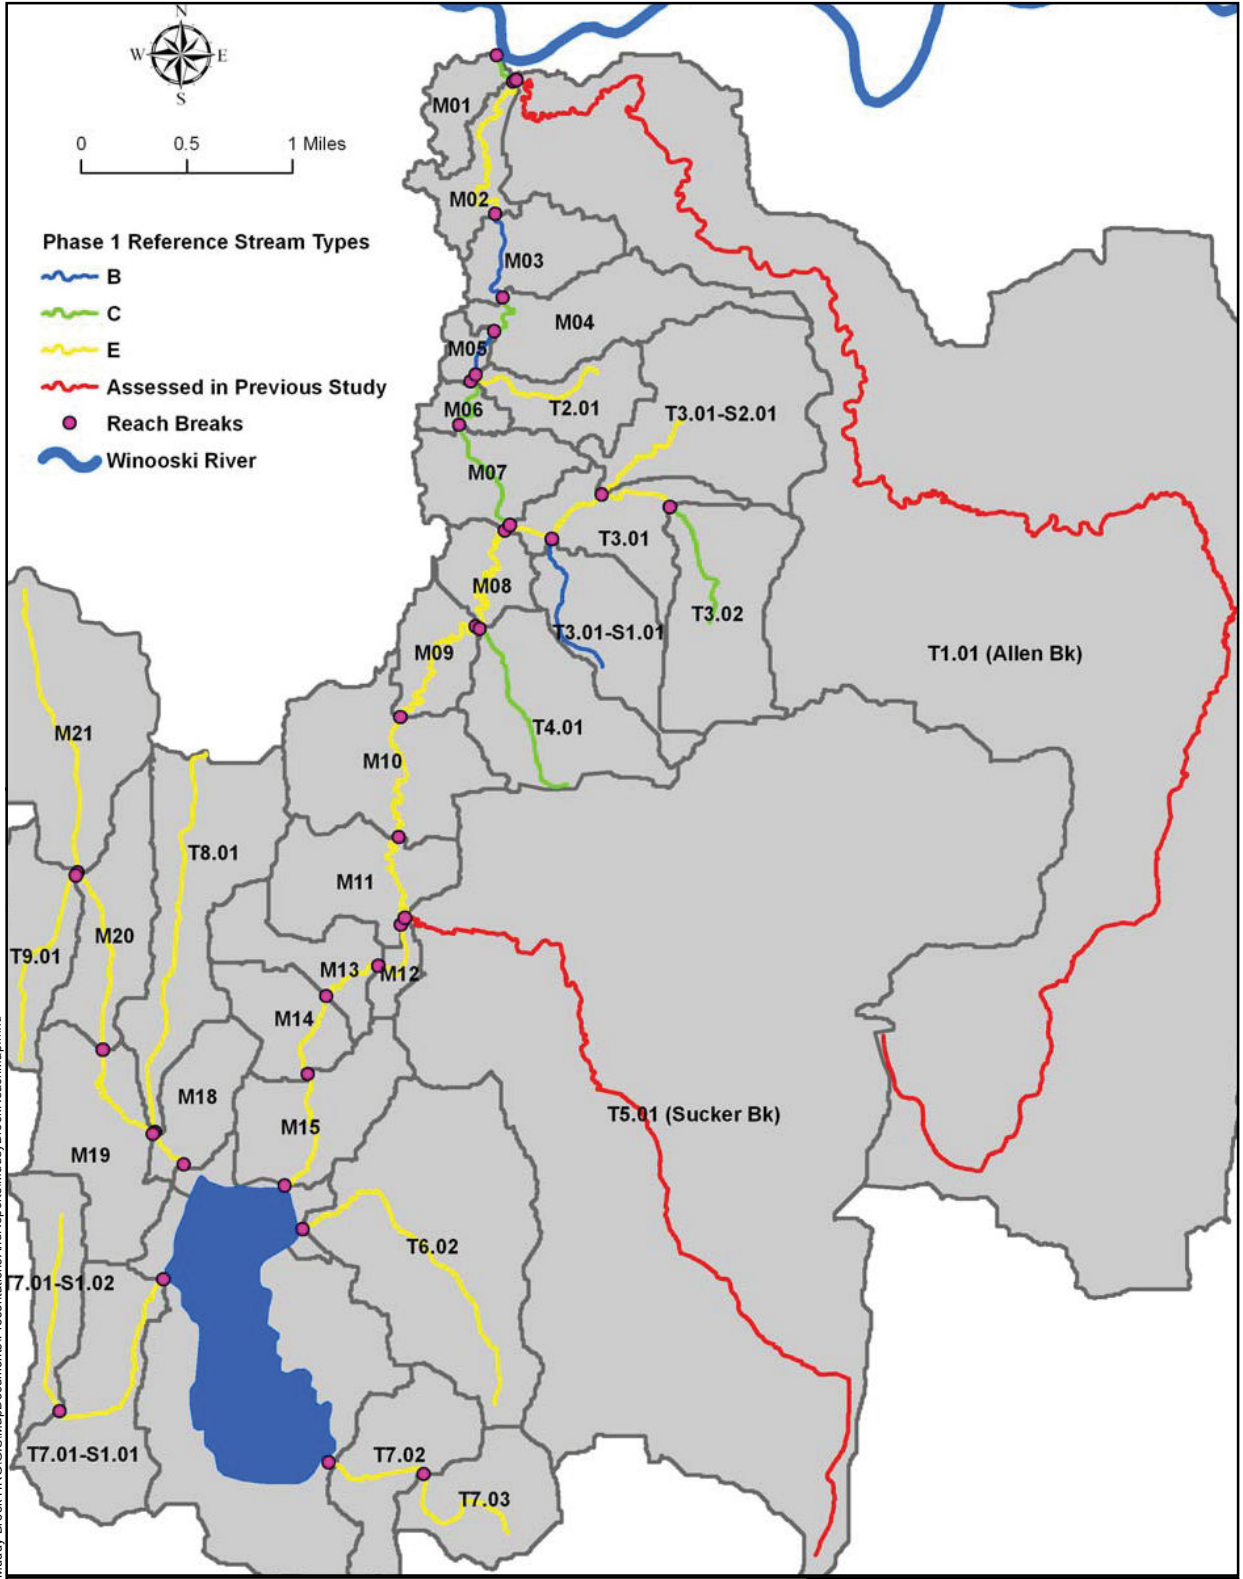 N
W E
S
0 0.5 1 Miles
Phase 1 Reference Stream Types
B
C
E
Assessed in Previous Study
Reach Breaks
Winooski River
M01
M02
M03
M04
M05
M06
T2.01
T3.01-S2.01
M07
T3.01
M08
T3.02
T3.01-S1.01
M09
T1.01 (Allen Bk)
T4.01
M21
M10
T8.01
M11
M20
T9.01
M13
M12
M14
M18
T5.01 (Sucker Bk)
M15
M19
T6.02
T7.01-S1.02
T7.02
T7.01-S1.01
T7.03